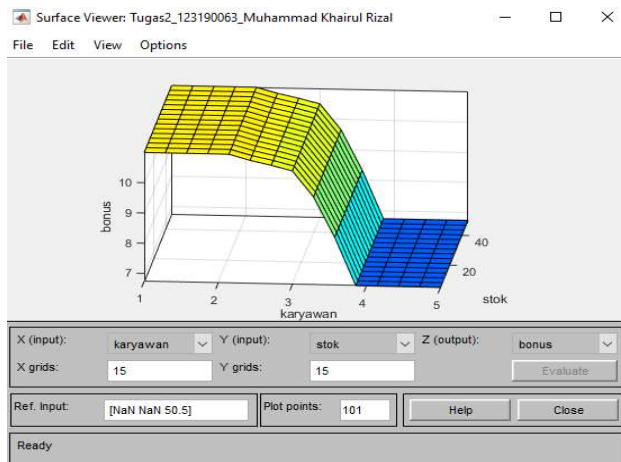 Surface Viewer: Tugas2_123190063_Muhammad Khairul Rizal
File Edit View Options
10
9
8
7
bonus
1
2
3
4
5
karyawan
40
20
stok
X (input): karyawan Y (input): stok Z (output): bonus
X grids: 15 Y grids: 15 Evaluate
Ref. Input: [NaN NaN 50.5] Plot points: 101 Help Close
Ready